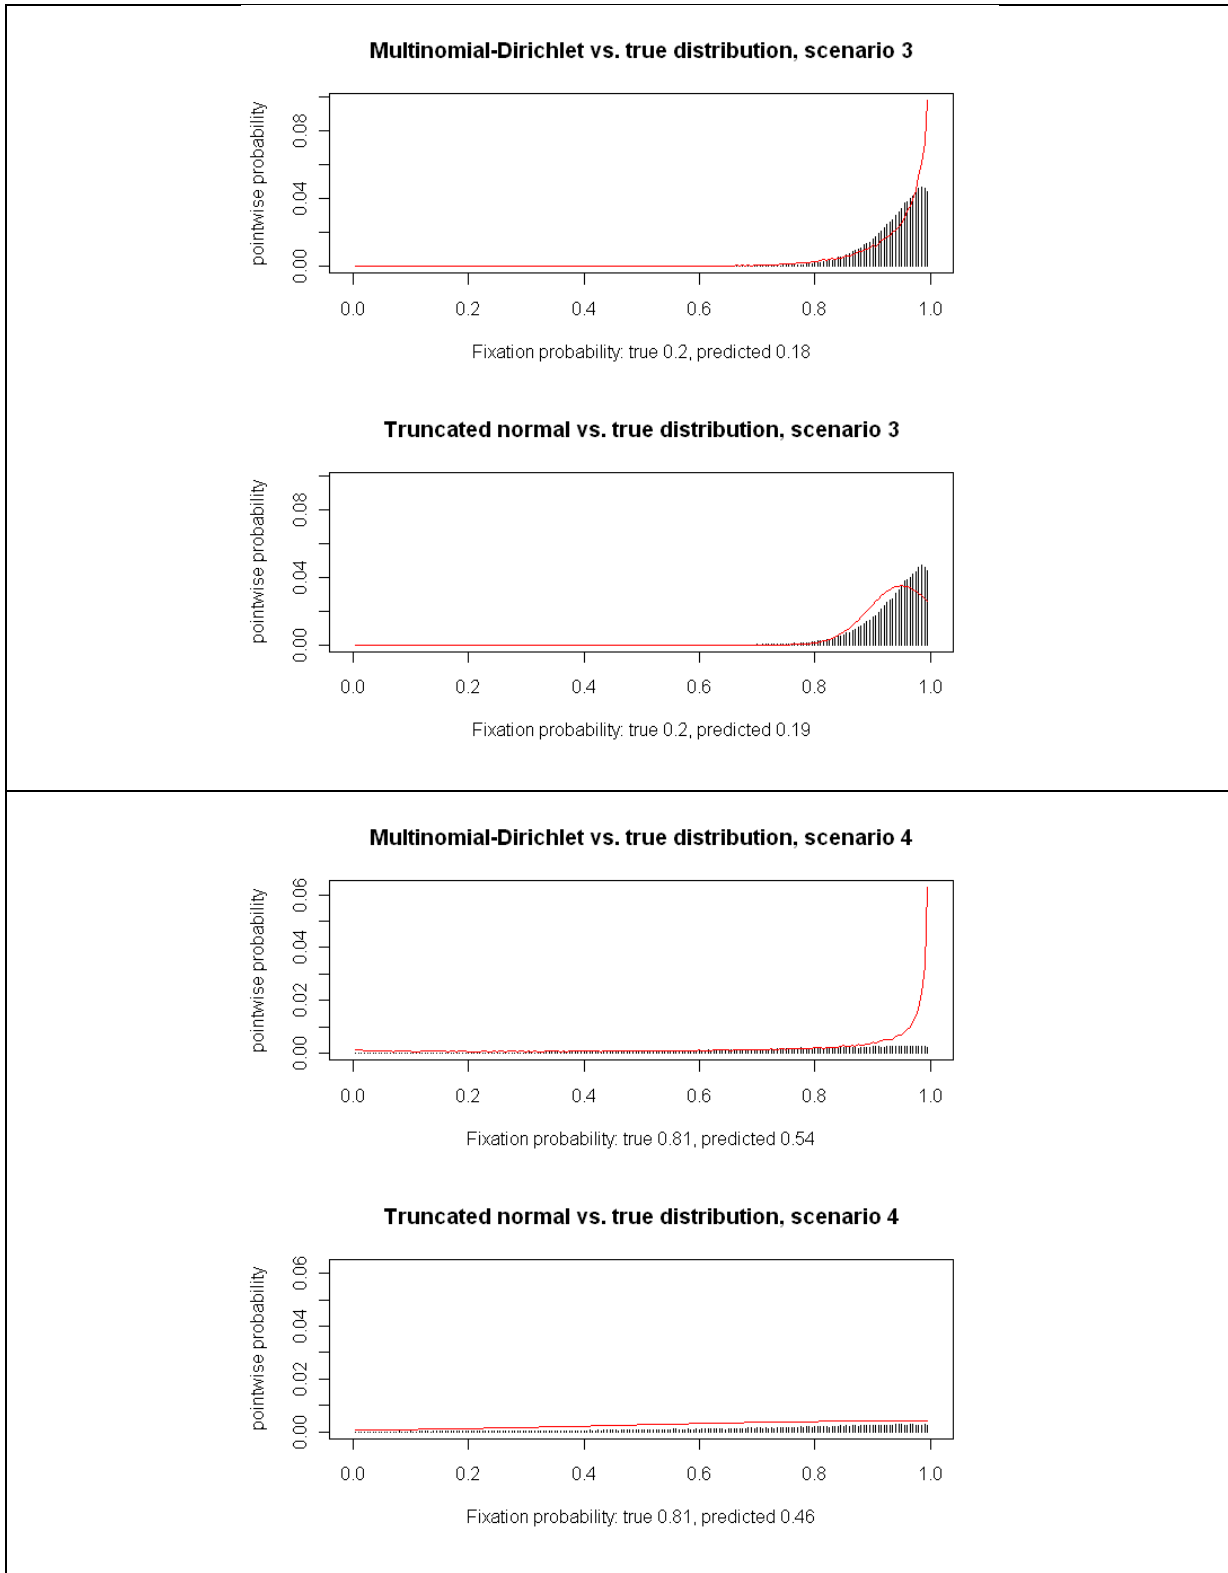 Multinomial-Dirichlet vs. true distribution, scenario 3
pointwise probability
0.00 0.04 0.08
0.0 0.2 0.4 0.6 0.8 1.0
Fixation probability: true 0.2, predicted 0.18
Truncated normal vs. true distribution, scenario 3
pointwise probability
0.00 0.04 0.08
0.0 0.2 0.4 0.6 0.8 1.0
Fixation probability: true 0.2, predicted 0.19
Multinomial-Dirichlet vs. true distribution, scenario 4
pointwise probability
0.00 0.02 0.04 0.06
0.0 0.2 0.4 0.6 0.8 1.0
Fixation probability: true 0.81, predicted 0.54
Truncated normal vs. true distribution, scenario 4
pointwise probability
0.00 0.02 0.04 0.06
0.0 0.2 0.4 0.6 0.8 1.0
Fixation probability: true 0.81, predicted 0.46